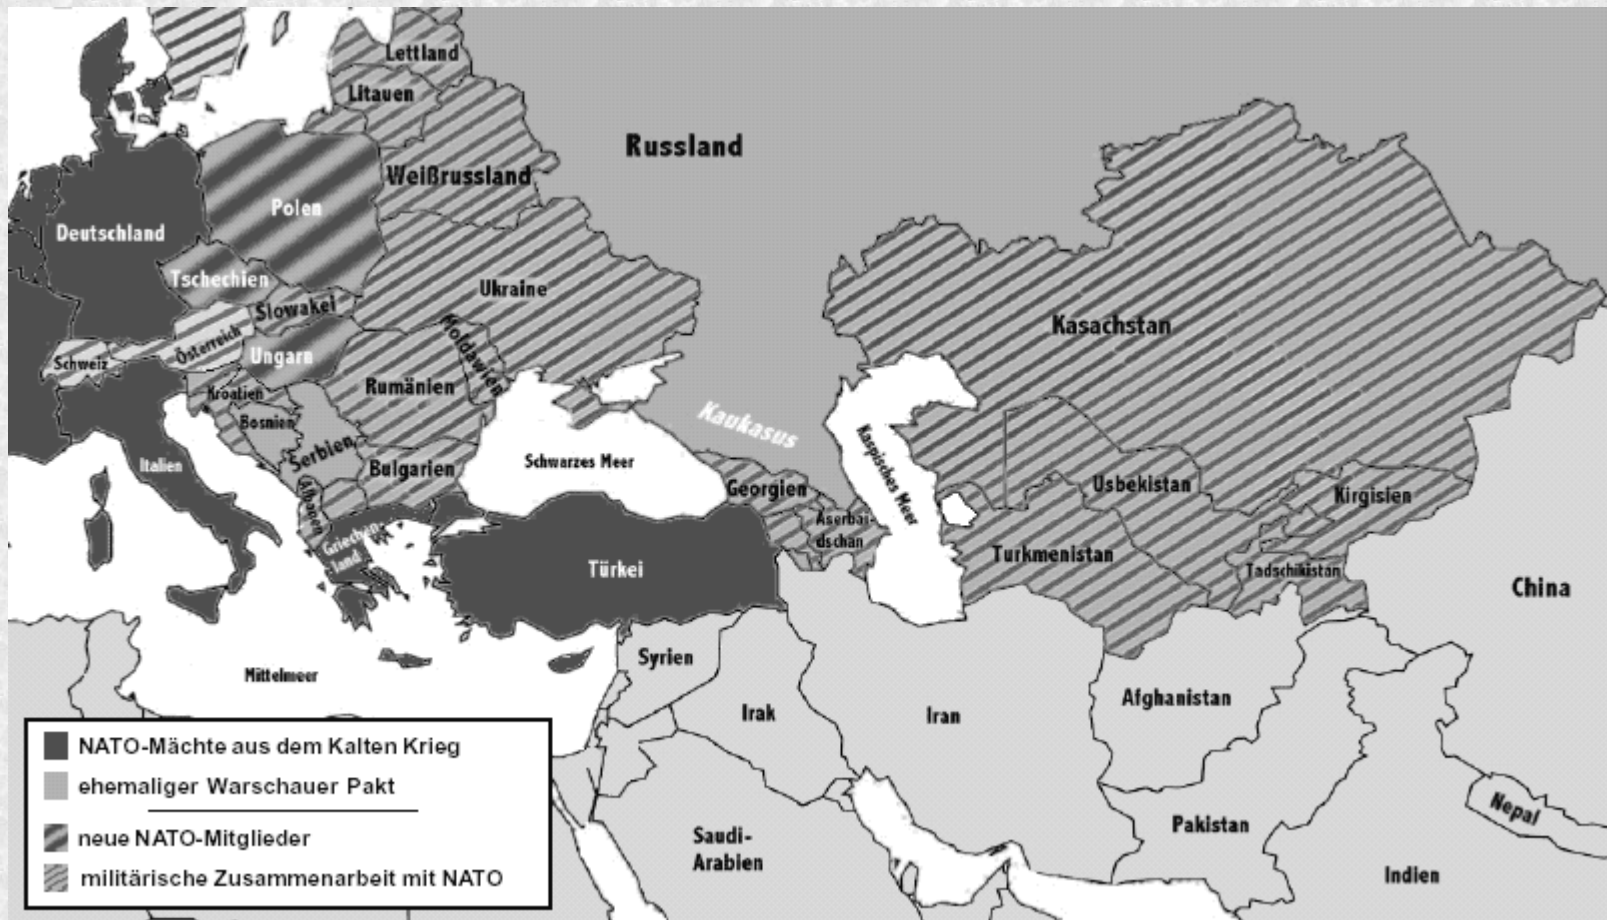 Lettland
Litauen
Russland
Weißrussland
Polen
Deutschland
Tschechien
Ukraine
Slowakei
Kasachstan
Moldawien
Österreich
Ungarn
Schweiz
Rumänien
Kroatien
Kaukasus
Bosnien
Serbien
Kaspisches Meer
Italien
Bulgarien
Schwarzes Meer
Georgien
Usbekistan
Kirgisien
Albanen
Aserbai-
dschan
Griechen-
land
Turkmenistan
Türkei
Tadschikistan
China
Syrien
Mittelmeer
Afghanistan
Irak
Iran
NATO-Mächte aus dem Kalten Krieg
ehemaliger Warschauer Pakt
neue NATO-Mitglieder
militärische Zusammenarbeit mit NATO
Nepal
Pakistan
Saudi-
Arabien
Indien